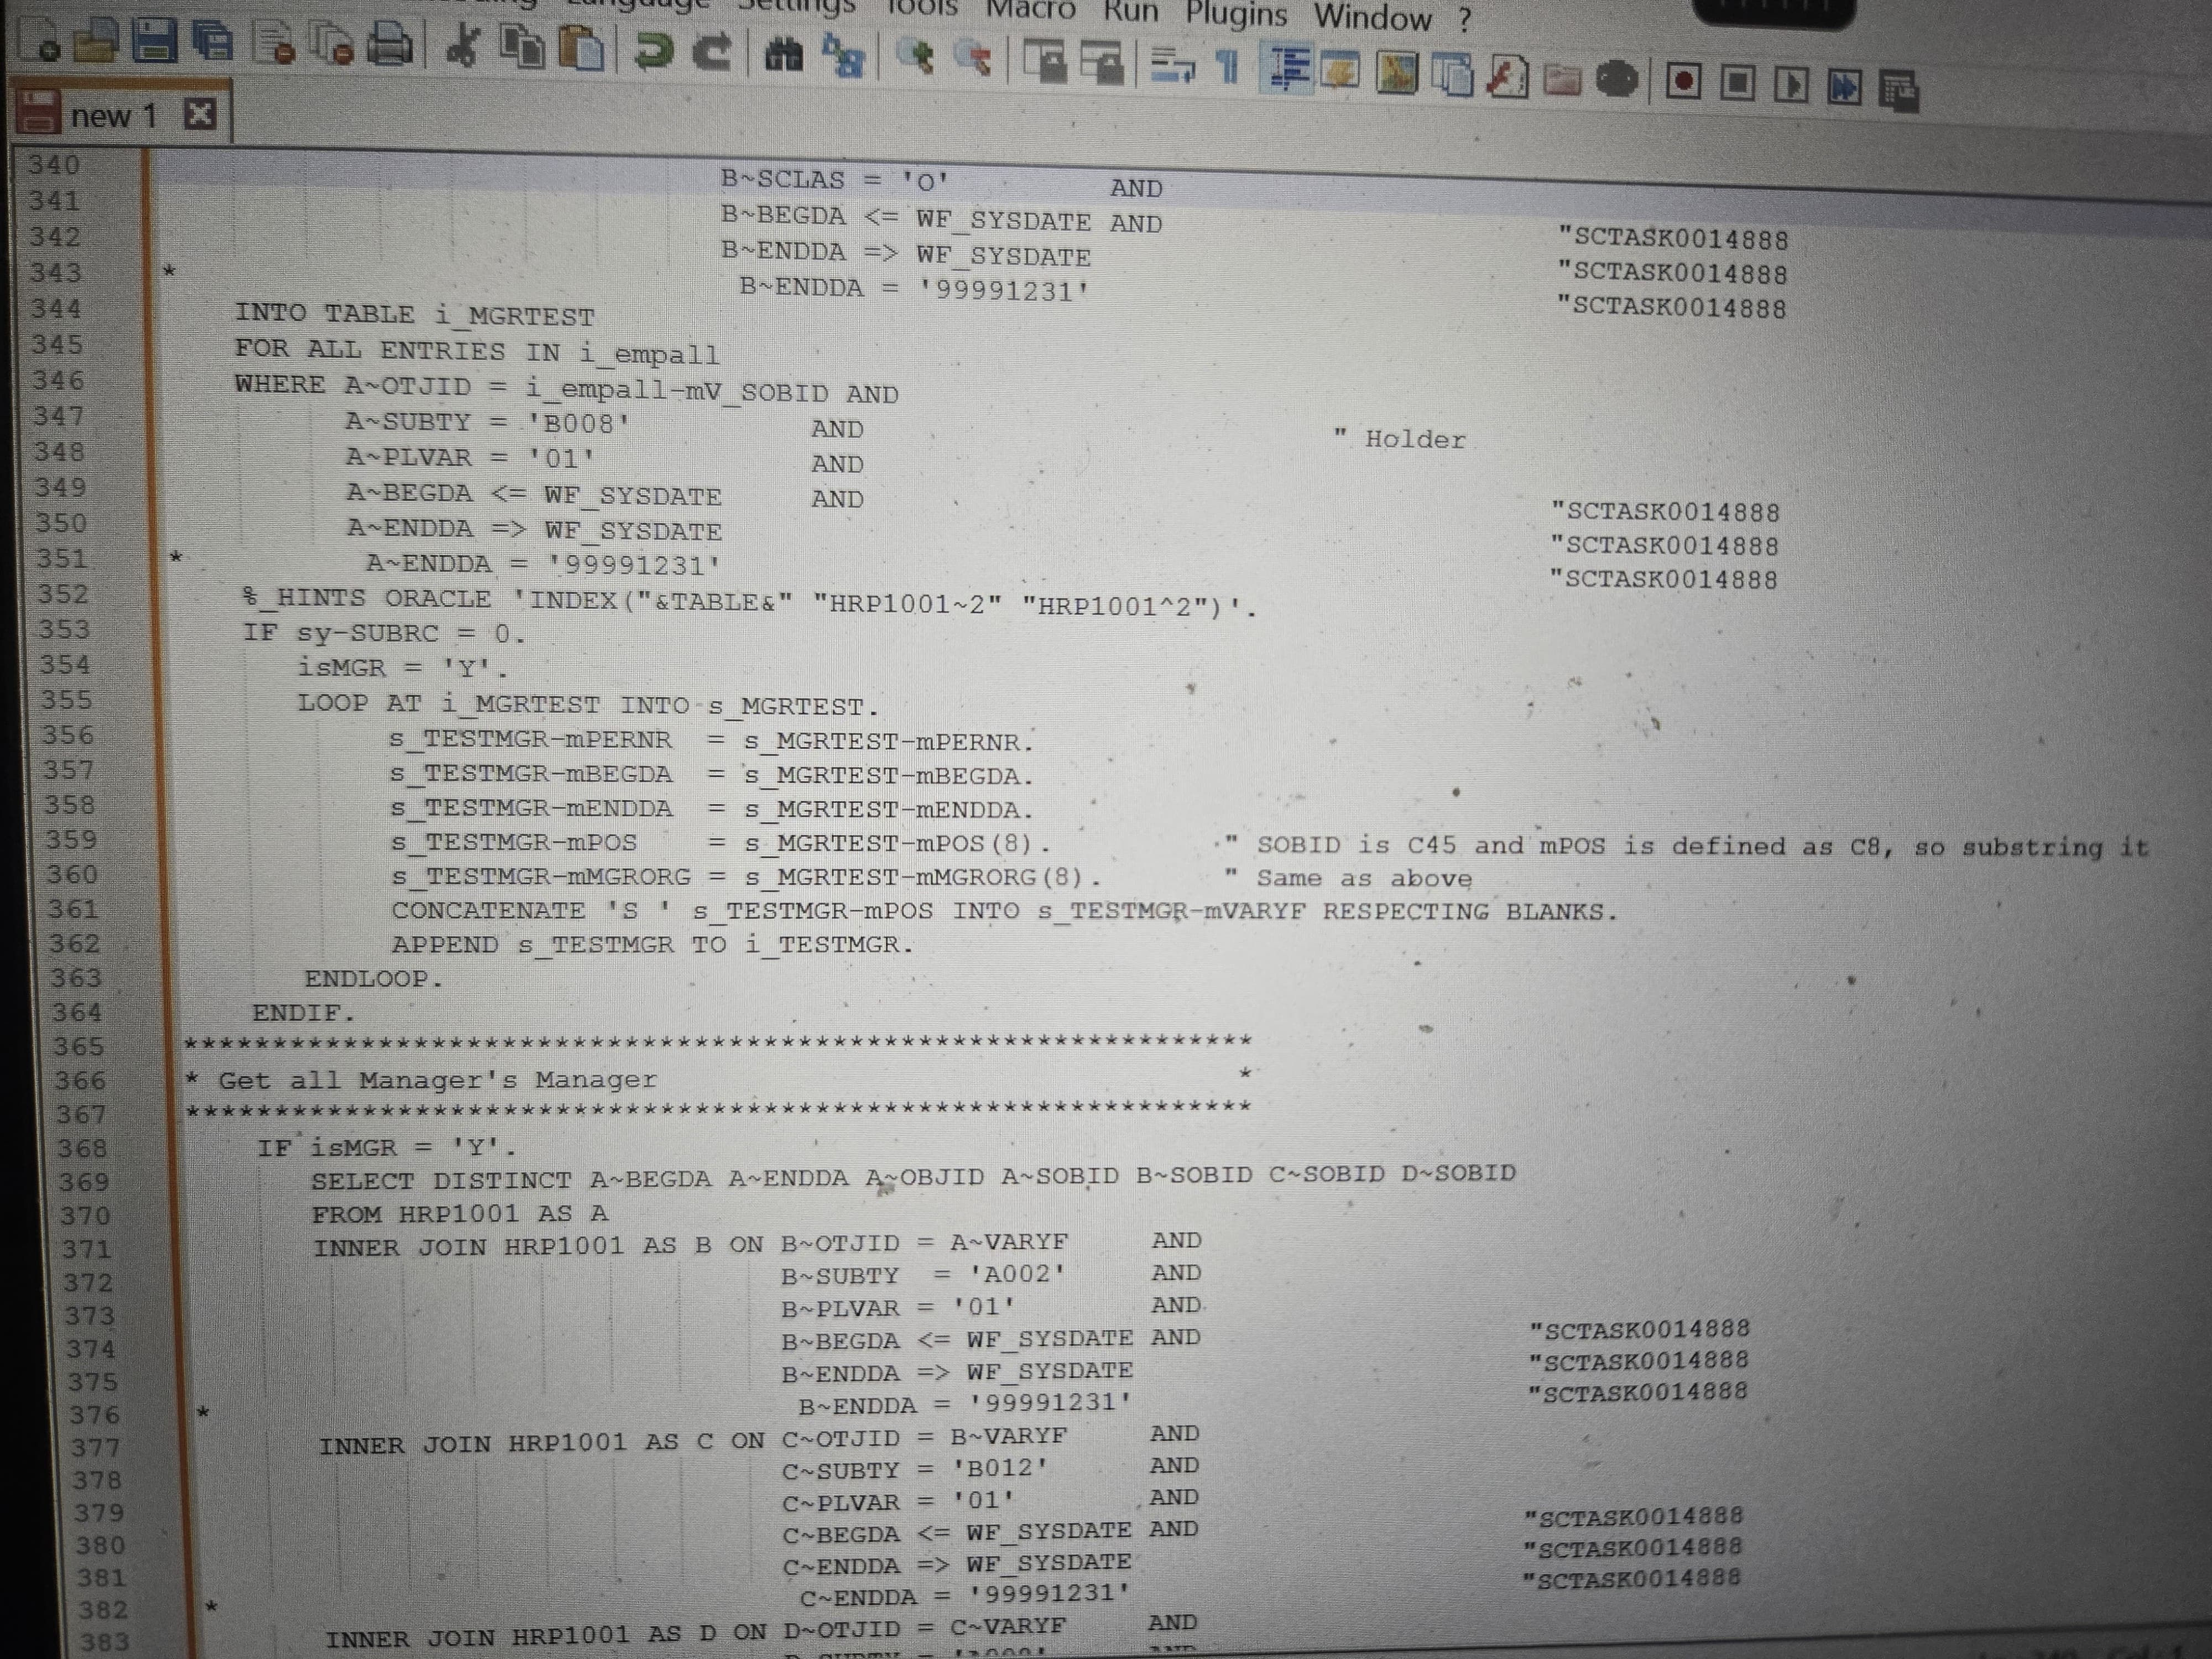 Language Settings Tools Macro Run Plugins Window ?
new 1
340 B~SCLAS = 'O' AND
341 B~BEGDA <= WF_SYSDATE AND "SCTASK0014888
342 B~ENDDA => WF_SYSDATE "SCTASK0014888
343 * B~ENDDA = '99991231' "SCTASK0014888
344 INTO TABLE i_MGRTEST
345 FOR ALL ENTRIES IN i_empall
346 WHERE A~OTJID = i_empall-mV_SOBID AND
347 A~SUBTY = 'B008' AND " Holder
348 A~PLVAR = '01' AND
349 A~BEGDA <= WF_SYSDATE AND "SCTASK0014888
350 A~ENDDA => WF_SYSDATE "SCTASK0014888
351 * A~ENDDA = '99991231' "SCTASK0014888
352 %_HINTS ORACLE 'INDEX("&TABLE&" "HRP1001~2" "HRP1001^2")'.
353 IF sy-SUBRC = 0.
354 isMGR = 'Y'.
355 LOOP AT i_MGRTEST INTO s_MGRTEST.
356 s_TESTMGR-mPERNR = s_MGRTEST-mPERNR.
357 s_TESTMGR-mBEGDA = s_MGRTEST-mBEGDA.
358 s_TESTMGR-mENDDA = s_MGRTEST-mENDDA.
359 s_TESTMGR-mPOS = s_MGRTEST-mPOS(8). " SOBID is C45 and mPOS is defined as C8, so substring it
360 s_TESTMGR-mMGRORG = s_MGRTEST-mMGRORG(8). " Same as above
361 CONCATENATE 'S ' s_TESTMGR-mPOS INTO s_TESTMGR-mVARYF RESPECTING BLANKS.
362 APPEND s_TESTMGR TO i_TESTMGR.
363 ENDLOOP.
364 ENDIF.
365 *************************************************************
366 * Get all Manager's Manager *
367 *************************************************************
368 IF isMGR = 'Y'.
369 SELECT DISTINCT A~BEGDA A~ENDDA A~OBJID A~SOBID B~SOBID C~SOBID D~SOBID
370 FROM HRP1001 AS A
371 INNER JOIN HRP1001 AS B ON B~OTJID = A~VARYF AND
372 B~SUBTY = 'A002' AND
373 B~PLVAR = '01' AND
374 B~BEGDA <= WF_SYSDATE AND "SCTASK0014888
375 B~ENDDA => WF_SYSDATE "SCTASK0014888
376 * B~ENDDA = '99991231' "SCTASK0014888
377 INNER JOIN HRP1001 AS C ON C~OTJID = B~VARYF AND
378 C~SUBTY = 'B012' AND
379 C~PLVAR = '01' AND
380 C~BEGDA <= WF_SYSDATE AND "SCTASK0014888
381 C~ENDDA => WF_SYSDATE "SCTASK0014888
382 * C~ENDDA = '99991231' "SCTASK0014888
383 INNER JOIN HRP1001 AS D ON D~OTJID = C~VARYF AND